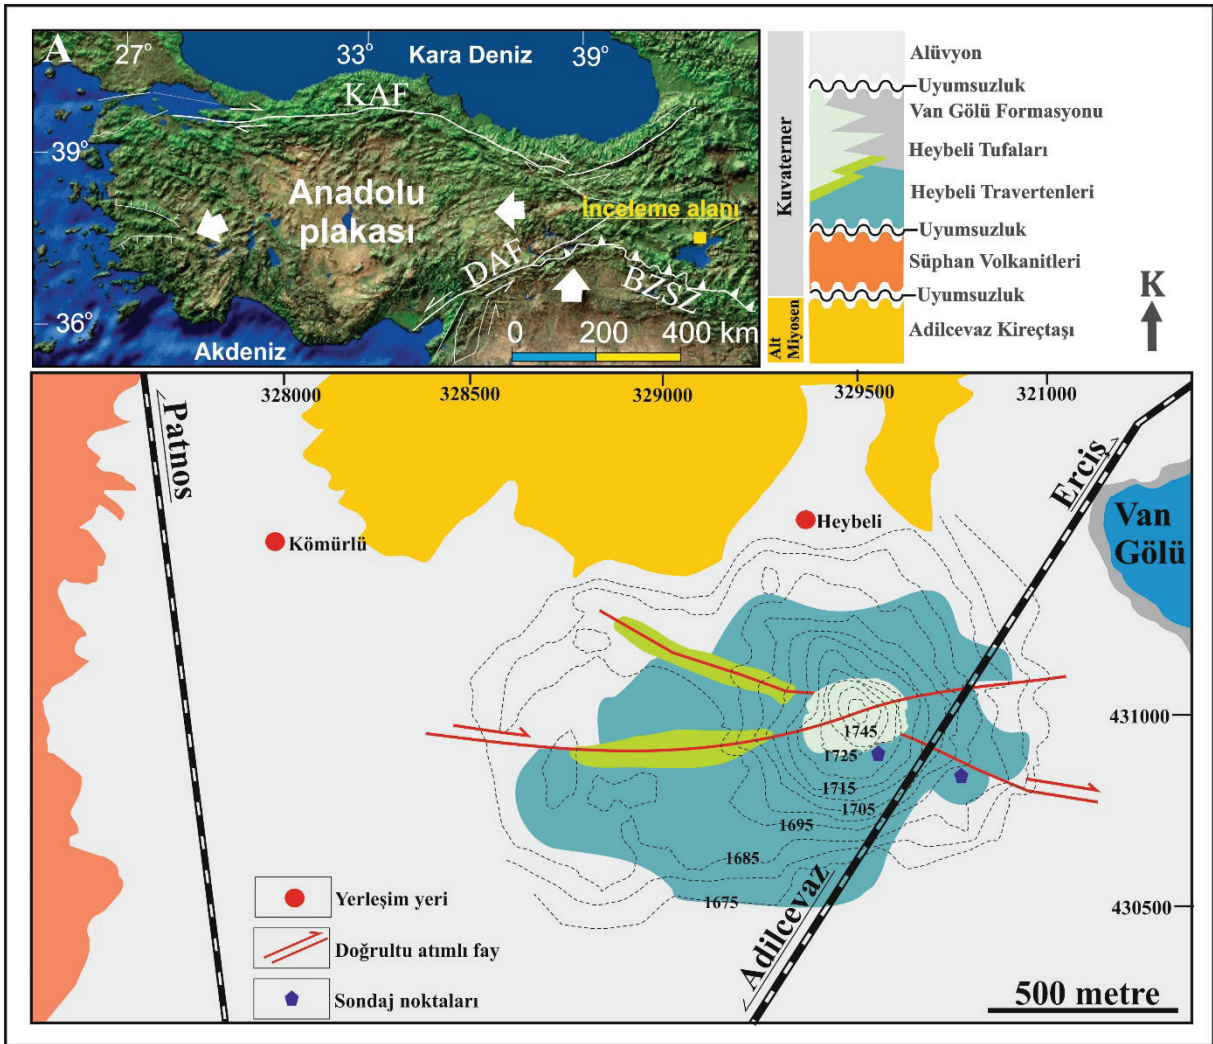 A
27°
33°
39°
Kara Deniz
KAF
39°
Anadolu
plakası
İnceleme alanı
DAF
BZSZ
36°
Akdeniz
0 200 400 km
Kuvaterner
Alt
Miyosen
Alüvyon
Uyumsuzluk
Van Gölü Formasyonu
Heybeli Tufaları
Heybeli Travertenleri
Uyumsuzluk
Süphan Volkanitleri
Uyumsuzluk
Adilcevaz Kireçtaşı
K
328000
328500
329000
329500
321000
Patnos
Erciş
Kömürlü
Heybeli
Van
Gölü
431000
1745
1725
1715
1705
1695
1685
1675
430500
Adilcevaz
Yerleşim yeri
Doğrultu atımlı fay
Sondaj noktaları
500 metre